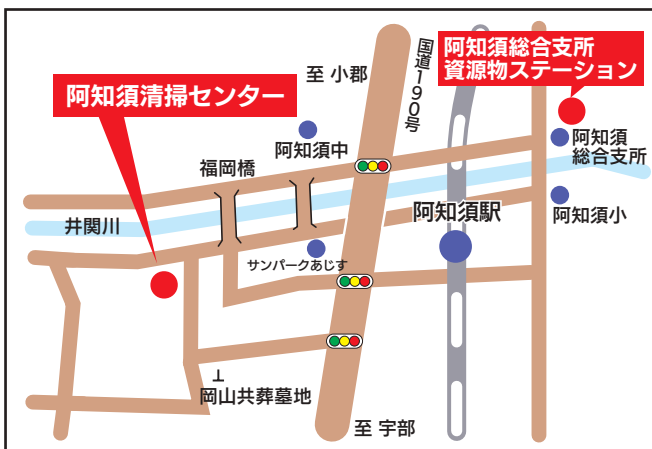 阿知須総合支所
資源物ステーション
至 小郡
国道190号
阿知須清掃センター
阿知須中
阿知須
総合支所
福岡橋
阿知須駅
阿知須小
井関川
サンパークあじす
岡山共葬墓地
至 宇部